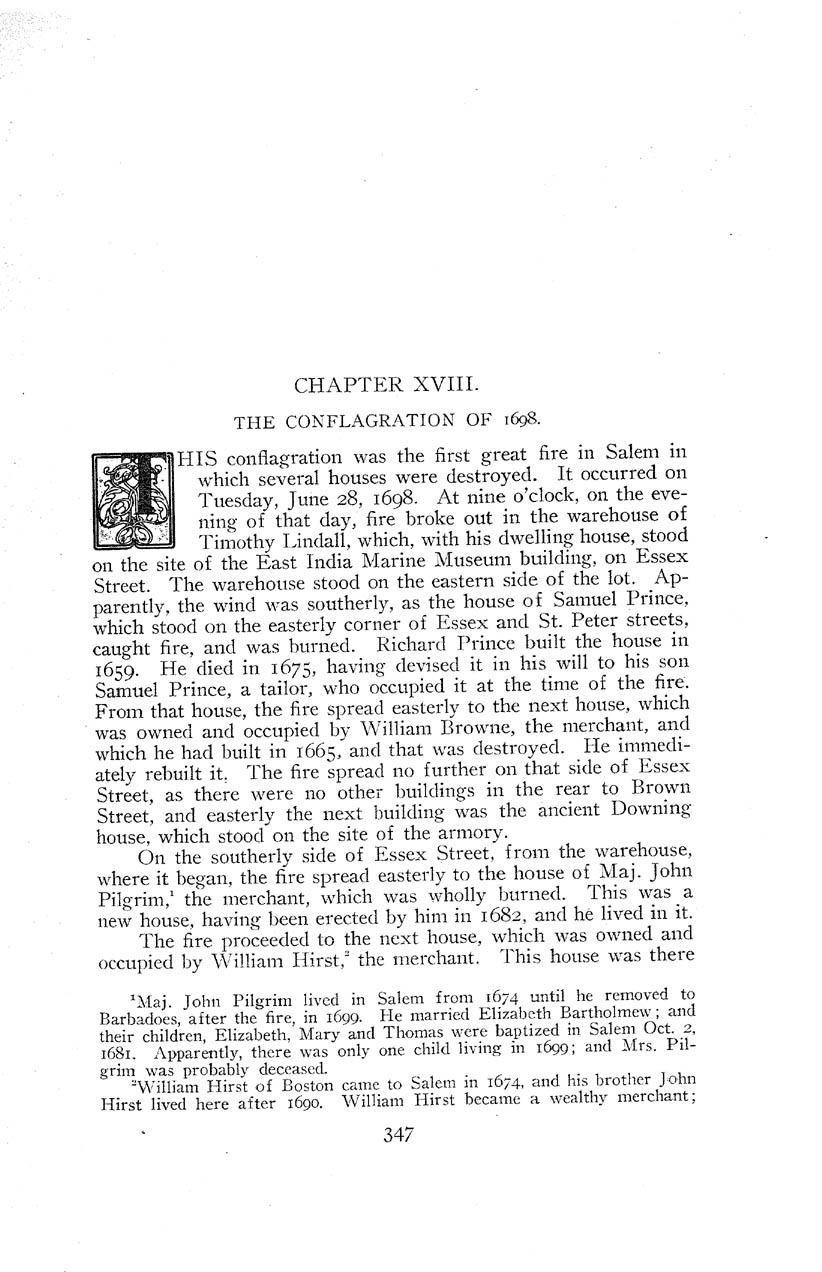 CHAPTER XVIII.
THE CONFLAGRATION OF 1698.
THIS conflagration was the first great fire in Salem in
which several houses were destroyed. It occurred on
Tuesday, June 28, 1698. At nine o'clock, on the eve-
ning of that day, fire broke out in the warehouse of
Timothy Lindall, which, with his dwelling house, stood
on the site of the East India Marine Museum building, on Essex
Street. The warehouse stood on the eastern side of the lot. Ap-
parently, the wind was southerly, as the house of Samuel Prince,
which stood on the easterly corner of Essex and St. Peter streets,
caught fire, and was burned. Richard Prince built the house in
1659. He died in 1675, having devised it in his will to his son
Samuel Prince, a tailor, who occupied it at the time of the fire.
From that house, the fire spread easterly to the next house, which
was owned and occupied by William Browne, the merchant, and
which he had built in 1665, and that was destroyed. He immedi-
ately rebuilt it. The fire spread no further on that side of Essex
Street, as there were no other buildings in the rear to Brown
Street, and easterly the next building was the ancient Downing
house, which stood on the site of the armory.
On the southerly side of Essex Street, from the warehouse,
where it began, the fire spread easterly to the house of Maj. John
Pilgrim,¹ the merchant, which was wholly burned. This was a
new house, having been erected by him in 1682, and he lived in it.
The fire proceeded to the next house, which was owned and
occupied by William Hirst,² the merchant. This house was there
¹Maj. John Pilgrim lived in Salem from 1674 until he removed to
Barbadoes, after the fire, in 1699. He married Elizabeth Bartholmew; and
their children, Elizabeth, Mary and Thomas were baptized in Salem Oct. 2,
1681. Apparently, there was only one child living in 1699; and Mrs. Pil-
grim was probably deceased.
²William Hirst of Boston came to Salem in 1674, and his brother John
Hirst lived here after 1690. William Hirst became a wealthy merchant;
347